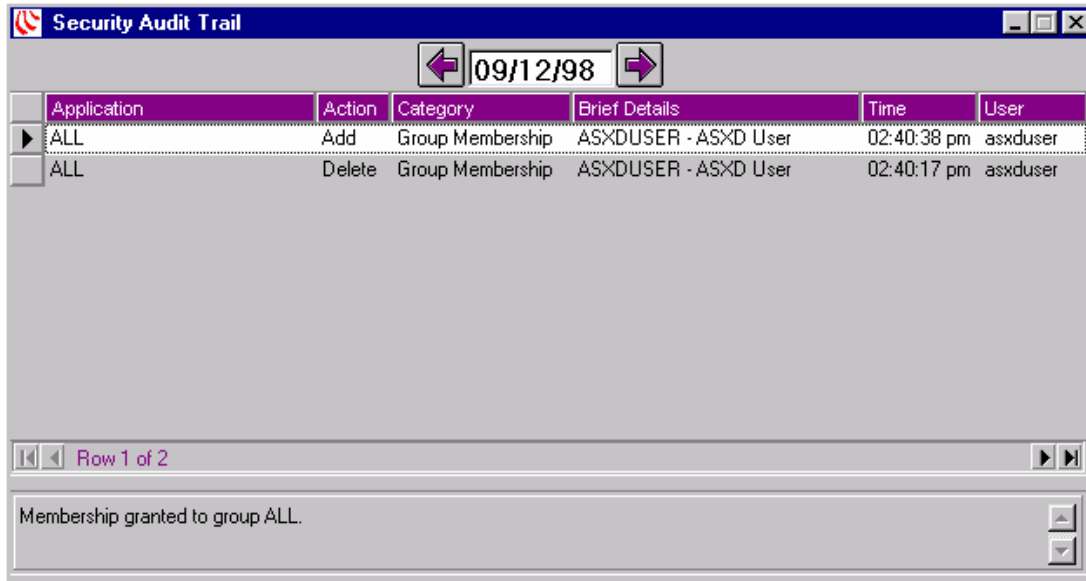 Security Audit Trail
09/12/98
Application Action Category Brief Details Time User
ALL Add Group Membership ASXDUSER - ASXD User 02:40:38 pm asxduser
ALL Delete Group Membership ASXDUSER - ASXD User 02:40:17 pm asxduser
Row 1 of 2
Membership granted to group ALL.